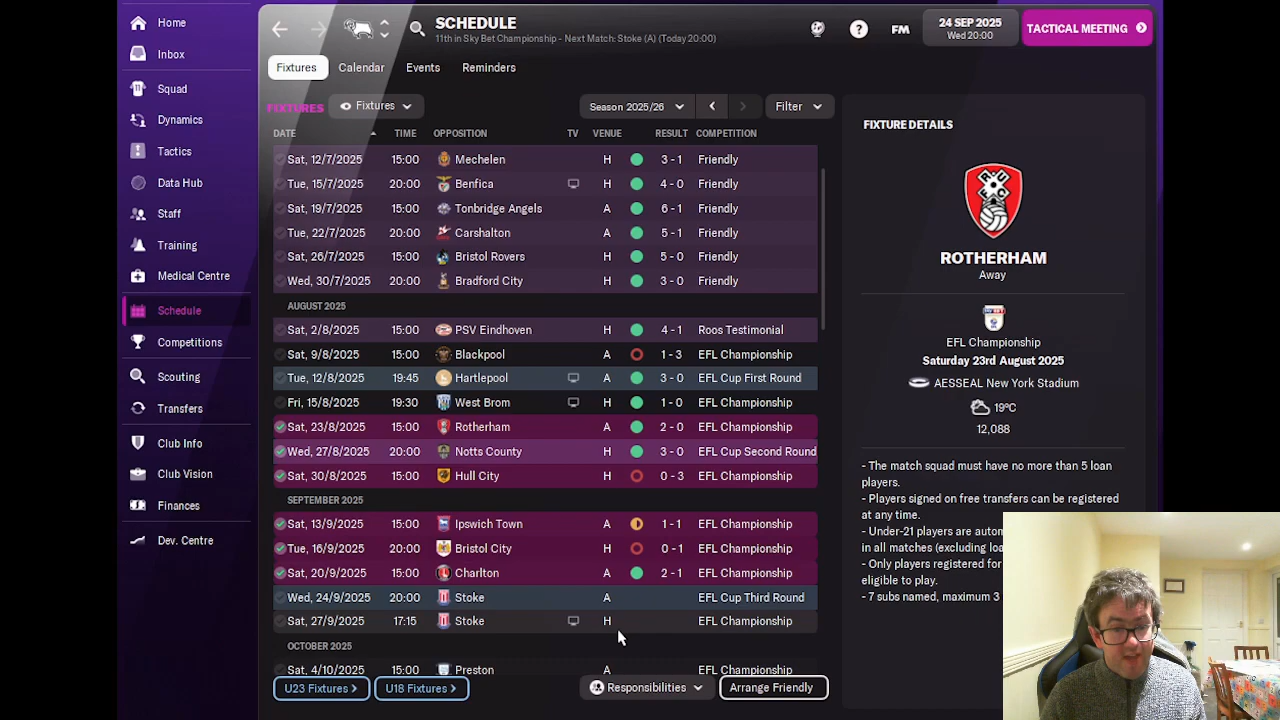 Home
Inbox
Squad
Dynamics
Tactics
Data Hub
Staff
Training
Medical Centre
Schedule
Competitions
Scouting
Transfers
Club Info
Club Vision
Finances
Dev. Centre
SCHEDULE
11th in Sky Bet Championship - Next Match: Stoke (A) (Today 20:00)
?
FM
24 SEP 2025
Wed 20:00
TACTICAL MEETING
Fixtures Calendar Events Reminders
FIXTURES Fixtures Season 2025/26 Filter
DATE TIME OPPOSITION TV VENUE RESULT COMPETITION
Sat, 12/7/2025 15:00 Mechelen H 3 - 1 Friendly
Tue, 15/7/2025 20:00 Benfica H 4 - 0 Friendly
Sat, 19/7/2025 15:00 Tonbridge Angels A 6 - 1 Friendly
Tue, 22/7/2025 20:00 Carshalton A 5 - 1 Friendly
Sat, 26/7/2025 15:00 Bristol Rovers H 5 - 0 Friendly
Wed, 30/7/2025 20:00 Bradford City H 3 - 0 Friendly
AUGUST 2025
Sat, 2/8/2025 15:00 PSV Eindhoven H 4 - 1 Roos Testimonial
Sat, 9/8/2025 15:00 Blackpool A 1 - 3 EFL Championship
Tue, 12/8/2025 19:45 Hartlepool A 3 - 0 EFL Cup First Round
Fri, 15/8/2025 19:30 West Brom H 1 - 0 EFL Championship
Sat, 23/8/2025 15:00 Rotherham A 2 - 0 EFL Championship
Wed, 27/8/2025 20:00 Notts County H 3 - 0 EFL Cup Second Round
Sat, 30/8/2025 15:00 Hull City H 0 - 3 EFL Championship
SEPTEMBER 2025
Sat, 13/9/2025 15:00 Ipswich Town A 1 - 1 EFL Championship
Tue, 16/9/2025 20:00 Bristol City H 0 - 1 EFL Championship
Sat, 20/9/2025 15:00 Charlton A 2 - 1 EFL Championship
Wed, 24/9/2025 20:00 Stoke A EFL Cup Third Round
Sat, 27/9/2025 17:15 Stoke H EFL Championship
OCTOBER 2025
Sat, 4/10/2025 15:00 Preston A EFL Championship
U23 Fixtures > U18 Fixtures > Responsibilities Arrange Friendly
FIXTURE DETAILS
ROTHERHAM
Away
EFL Championship
Saturday 23rd August 2025
AESSEAL New York Stadium
19ºC
12,088
- The match squad must have no more than 5 loan
players.
- Players signed on free transfers can be registered
at any time.
- Under-21 players are
in all matches (excluding
- Only players registered for
eligible to play.
- 7 subs named, maximum 3